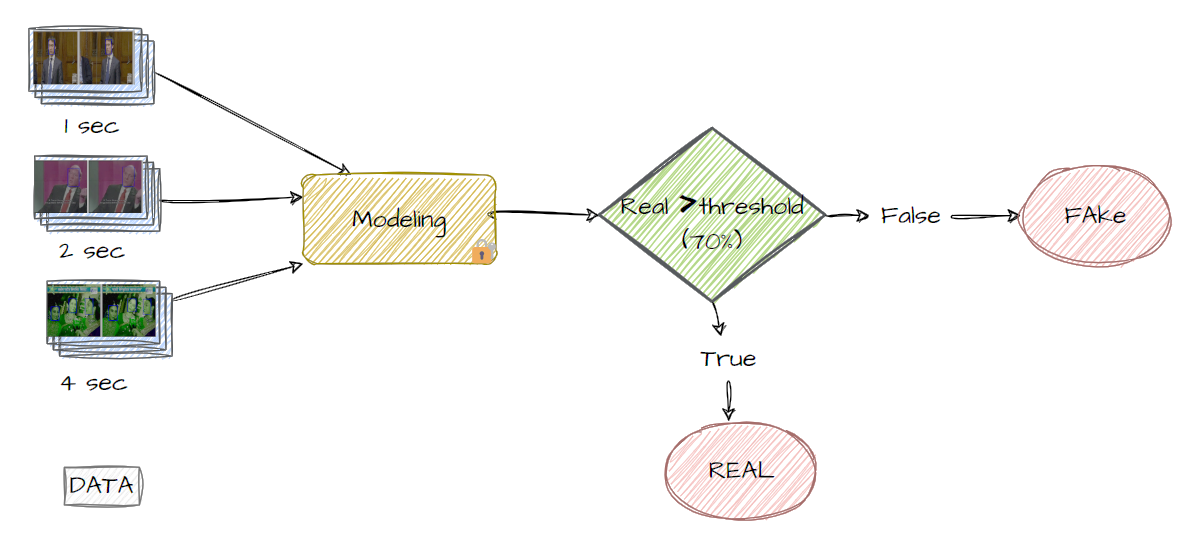 1 sec
2 sec
4 sec
DATA
Modeling
Real > threshold
(70%)
False
FAke
True
REAL